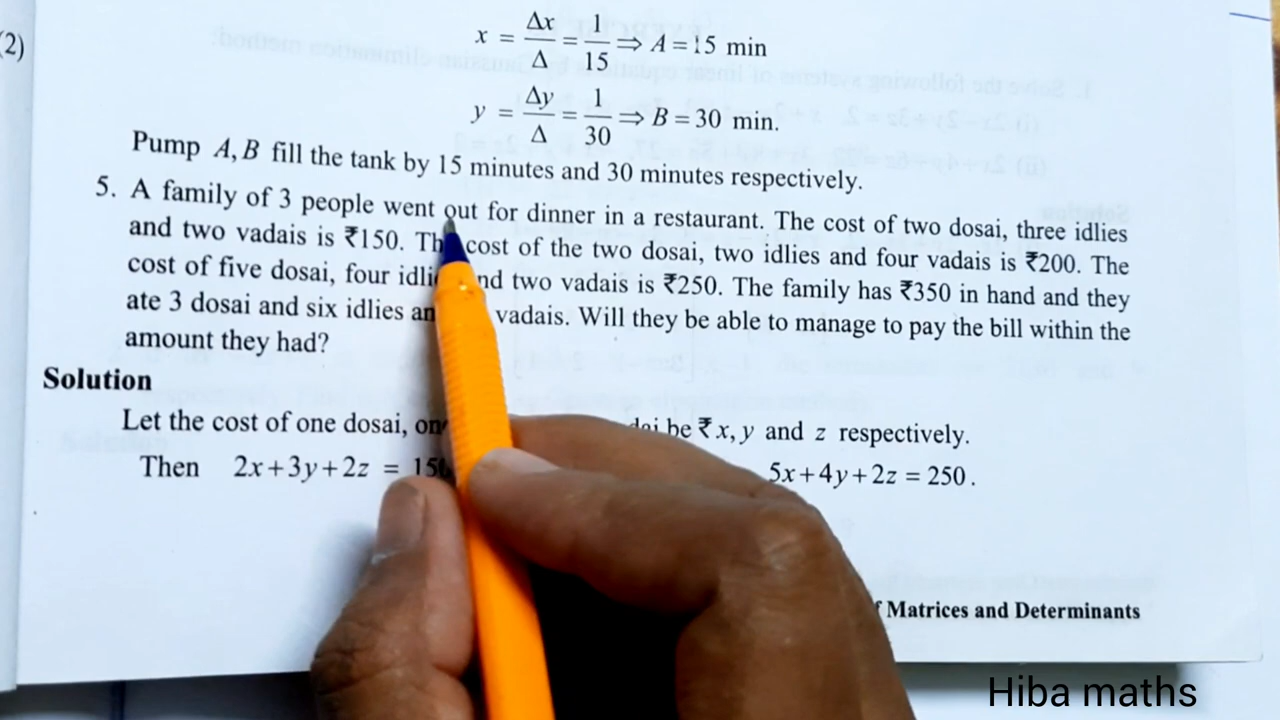 (2)
x = Δx/Δ = 1/15 ⇒ A = 15 min
y = Δy/Δ = 1/30 ⇒ B = 30 min.
Pump A, B fill the tank by 15 minutes and 30 minutes respectively.
5. A family of 3 people went out for dinner in a restaurant. The cost of two dosai, three idlies
and two vadais is ₹150. Th cost of the two dosai, two idlies and four vadais is ₹200. The
cost of five dosai, four idli nd two vadais is ₹250. The family has ₹350 in hand and they
ate 3 dosai and six idlies an vadais. Will they be able to manage to pay the bill within the
amount they had?
Solution
Let the cost of one dosai, on be ₹ x, y and z respectively.
Then 2x+3y+2z = 15 5x+4y+2z = 250.
Matrices and Determinants
Hiba maths